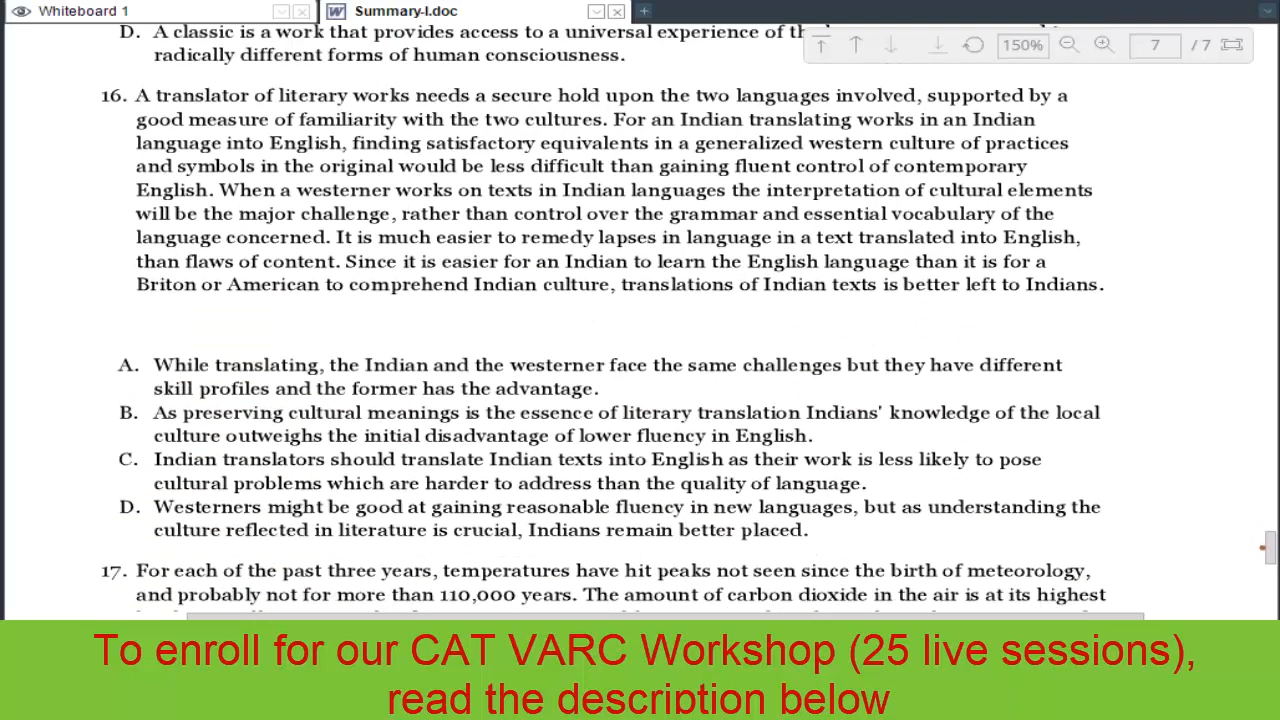 Whiteboard 1
Summary-I.doc
D. A classic is a work that provides access to a universal experience of
radically different forms of human consciousness.
150%
7
/ 7
16. A translator of literary works needs a secure hold upon the two languages involved, supported by a
good measure of familiarity with the two cultures. For an Indian translating works in an Indian
language into English, finding satisfactory equivalents in a generalized western culture of practices
and symbols in the original would be less difficult than gaining fluent control of contemporary
English. When a westerner works on texts in Indian languages the interpretation of cultural elements
will be the major challenge, rather than control over the grammar and essential vocabulary of the
language concerned. It is much easier to remedy lapses in language in a text translated into English,
than flaws of content. Since it is easier for an Indian to learn the English language than it is for a
Briton or American to comprehend Indian culture, translations of Indian texts is better left to Indians.
A. While translating, the Indian and the westerner face the same challenges but they have different
skill profiles and the former has the advantage.
B. As preserving cultural meanings is the essence of literary translation Indians' knowledge of the local
culture outweighs the initial disadvantage of lower fluency in English.
C. Indian translators should translate Indian texts into English as their work is less likely to pose
cultural problems which are harder to address than the quality of language.
D. Westerners might be good at gaining reasonable fluency in new languages, but as understanding the
culture reflected in literature is crucial, Indians remain better placed.
17. For each of the past three years, temperatures have hit peaks not seen since the birth of meteorology,
and probably not for more than 110,000 years. The amount of carbon dioxide in the air is at its highest
To enroll for our CAT VARC Workshop (25 live sessions),
read the description below